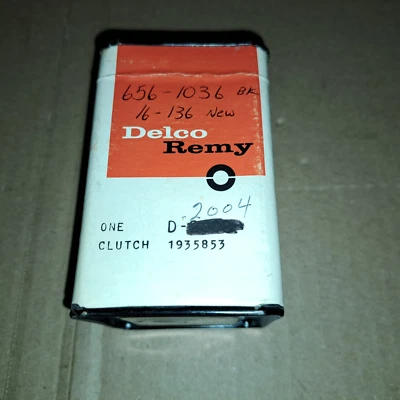 656-1036 BK
16-136 New
Delco
Remy
2004
ONE D-
CLUTCH 1935853